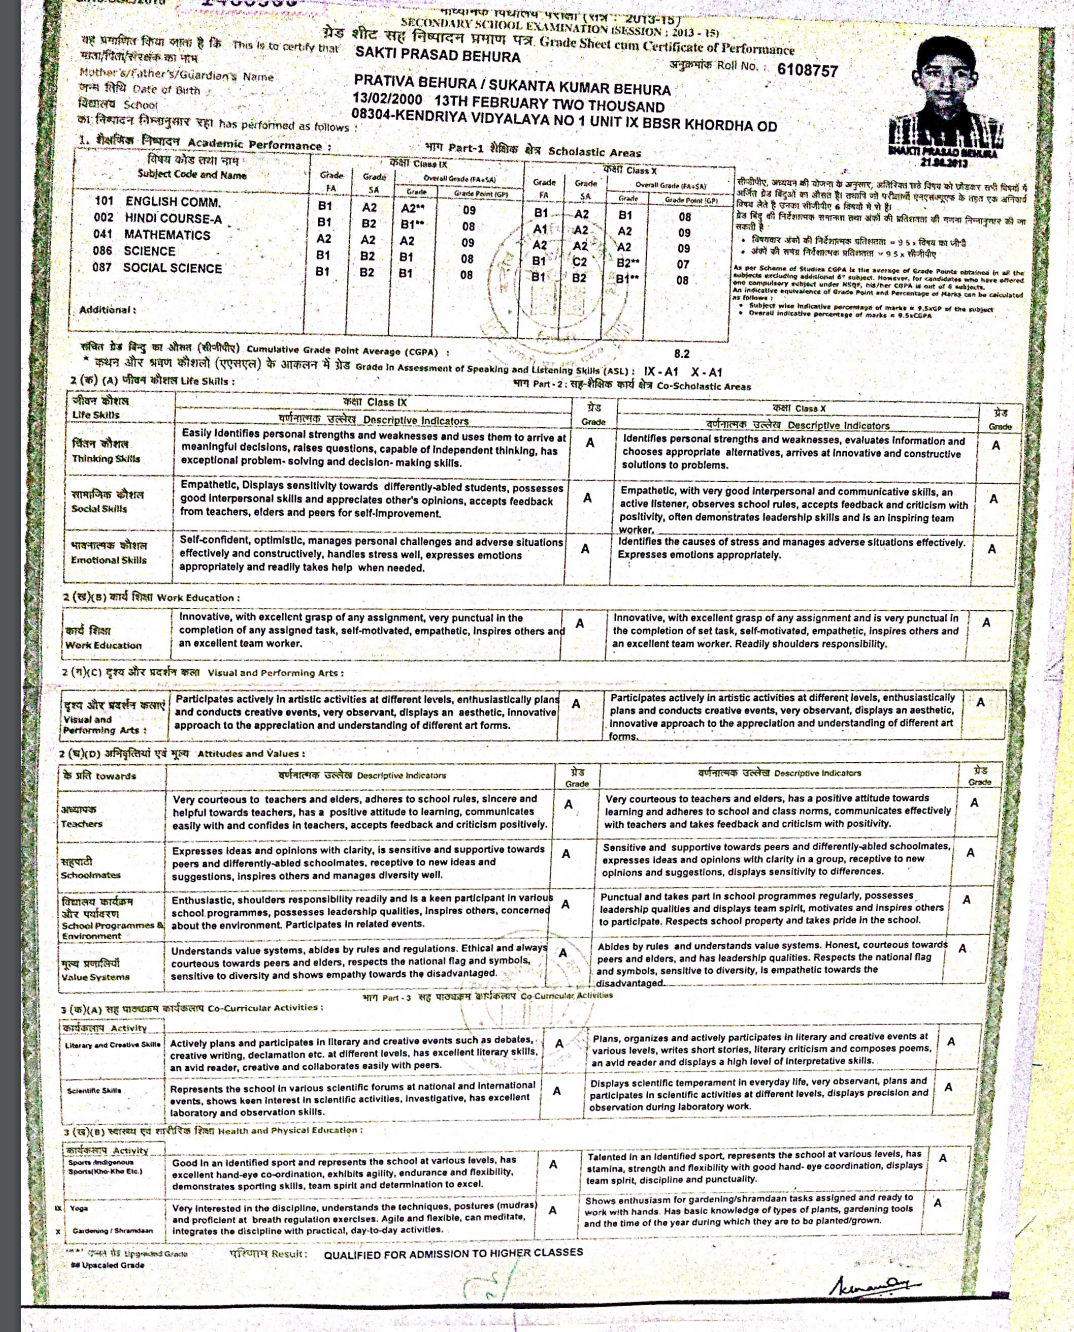 माध्यमिक विद्यालय परीक्षा (सत्र : 2013-15)
SECONDARY SCHOOL EXAMINATION (SESSION : 2013 - 15)
ग्रेड शीट सह निष्पादन प्रमाण पत्र Grade Sheet cum Certificate of Performance
यह प्रमाणित किया जाता है कि This is to certify that SAKTI PRASAD BEHURA
अनुक्रमांक Roll No. : 6108757
माता/पिता/संरक्षक का नाम
Mother's/Father's/Guardian's Name PRATIVA BEHURA / SUKANTA KUMAR BEHURA
जन्म तिथि Date of Birth 13/02/2000 13TH FEBRUARY TWO THOUSAND
विद्यालय School 08304-KENDRIYA VIDYALAYA NO 1 UNIT IX BBSR KHORDHA OD
का निष्पादन निम्नानुसार रहा has performed as follows :
SHAKTI PRASAD BEHURA
21.08.2013
1. शैक्षणिक निष्पादन Academic Performance : भाग Part-1 शैक्षिक क्षेत्र Scholastic Areas
विषय कोड तथा नाम Subject Code and Name
कक्षा Class IX कक्षा Class X
Grade FA Grade SA Overall Grade (FA+SA) Grade FA Grade SA Overall Grade (FA+SA)
Grade Grade Point (GP) Grade Grade Point (GP)
101 ENGLISH COMM. B1 A2 A2** 09 B1 A2 B1 08
002 HINDI COURSE-A B1 B2 B1** 08 A1 A2 A2 09
041 MATHEMATICS A2 A2 A2 09 A2 A2 A2 09
086 SCIENCE B1 B2 B1 08 B1 C2 B2** 07
087 SOCIAL SCIENCE B1 B2 B1 08 B1 B2 B1** 08
Additional :
As per Scheme of Studies CGPA is the average of Grade Points obtained in all the
subjects excluding additional 6th subject. However, for candidates who have offered
one compulsory subject under NSQF, his/her CGPA is out of 6 subjects.
An indicative equivalence of Grade Point and Percentage of Marks can be calculated
as follows :
• Subject wise indicative percentage of marks = 9.5xGP of the subject
• Overall indicative percentage of marks = 9.5xCGPA
संचित ग्रेड बिन्दु का औसत (सीजीपीए) Cumulative Grade Point Average (CGPA) : 8.2
* कथन और श्रवण कौशलों (एएसएल) के आकलन में ग्रेड Grade in Assessment of Speaking and Listening Skills (ASL) : IX - A1 X - A1
2 (क) (A) जीवन कौशल Life Skills : भाग Part - 2 : सह-शैक्षिक कार्य क्षेत्र Co-Scholastic Areas
जीवन कौशल Life Skills
कक्षा Class IX ग्रेड Grade कक्षा Class X ग्रेड Grade
वर्णनात्मक उल्लेख Descriptive Indicators वर्णनात्मक उल्लेख Descriptive Indicators
चिंतन कौशल
Thinking Skills
Easily Identifies personal strengths and weaknesses and uses them to arrive at
meaningful decisions, raises questions, capable of Independent thinking, has
exceptional problem- solving and decision- making skills.
A
Identifies personal strengths and weaknesses, evaluates Information and
chooses appropriate alternatives, arrives at Innovative and constructive
solutions to problems.
A
सामाजिक कौशल
Social Skills
Empathetic, Displays sensitivity towards differently-abled students, possesses
good Interpersonal skills and appreciates other's opinions, accepts feedback
from teachers, elders and peers for self-Improvement.
A
Empathetic, with very good interpersonal and communicative skills, an
active listener, observes school rules, accepts feedback and criticism with
positivity, often demonstrates leadership skills and is an inspiring team
worker.
A
भावनात्मक कौशल
Emotional Skills
Self-confident, optimistic, manages personal challenges and adverse situations
effectively and constructively, handles stress well, expresses emotions
appropriately and readily takes help when needed.
A
Identifies the causes of stress and manages adverse situations effectively.
Expresses emotions appropriately.
A
2 (ख)(B) कार्य शिक्षा Work Education :
कार्य शिक्षा
Work Education
Innovative, with excellent grasp of any assignment, very punctual in the
completion of any assigned task, self-motivated, empathetic, inspires others and
an excellent team worker.
A
Innovative, with excellent grasp of any assignment and is very punctual in
the completion of set task, self-motivated, empathetic, inspires others and
an excellent team worker. Readily shoulders responsibility.
A
2 (ग)(C) दृश्य और प्रदर्शन कला Visual and Performing Arts :
दृश्य और प्रदर्शन कलाएं
Visual and
Performing Arts :
Participates actively in artistic activities at different levels, enthusiastically plans
and conducts creative events, very observant, displays an aesthetic, innovative
approach to the appreciation and understanding of different art forms.
A
Participates actively in artistic activities at different levels, enthusiastically
plans and conducts creative events, very observant, displays an aesthetic,
innovative approach to the appreciation and understanding of different art
forms.
A
2 (घ)(D) अभिवृत्तियां एवं मूल्य Attitudes and Values :
के प्रति towards वर्णनात्मक उल्लेख Descriptive Indicators ग्रेड Grade वर्णनात्मक उल्लेख Descriptive Indicators ग्रेड Grade
अध्यापक
Teachers
Very courteous to teachers and elders, adheres to school rules, sincere and
helpful towards teachers, has a positive attitude to learning, communicates
easily with and confides in teachers, accepts feedback and criticism positively.
A
Very courteous to teachers and elders, has a positive attitude towards
learning and adheres to school and class norms, communicates effectively
with teachers and takes feedback and criticism with positivity.
A
सहपाठी
Schoolmates
Expresses ideas and opinions with clarity, is sensitive and supportive towards
peers and differently-abled schoolmates, receptive to new ideas and
suggestions, inspires others and manages diversity well.
A
Sensitive and supportive towards peers and differently-abled schoolmates,
expresses ideas and opinions with clarity in a group, receptive to new
opinions and suggestions, displays sensitivity to differences.
A
विद्यालय कार्यक्रम
और पर्यावरण
School Programmes &
Environment
Enthusiastic, shoulders responsibility readily and is a keen participant in various
school programmes, possesses leadership qualities, inspires others, concerned
about the environment. Participates in related events.
A
Punctual and takes part in school programmes regularly, possesses
leadership qualities and displays team spirit, motivates and inspires others
to participate. Respects school property and takes pride in the school.
A
मूल्य प्रणालियाँ
Value Systems
Understands value systems, abides by rules and regulations. Ethical and always
courteous towards peers and elders, respects the national flag and symbols,
sensitive to diversity and shows empathy towards the disadvantaged.
A
Abides by rules and understands value systems. Honest, courteous towards
peers and elders, and has leadership qualities. Respects the national flag
and symbols, sensitive to diversity, is empathetic towards the
disadvantaged.
A
भाग Part - 3 सह पाठ्यक्रम कार्यकलाप Co-Curricular Activities
3 (क)(A) सह पाठ्यक्रम कार्यकलाप Co-Curricular Activities :
कार्यकलाप Activity
Literary and Creative Skills
Actively plans and participates in literary and creative events such as debates,
creative writing, declamation etc. at different levels, has excellent literary skills,
an avid reader, creative and collaborates easily with peers.
A
Plans, organizes and actively participates in literary and creative events at
various levels, writes short stories, literary criticism and composes poems,
an avid reader and displays a high level of interpretative skills.
A
Scientific Skills
Represents the school in various scientific forums at national and International
events, shows keen interest in scientific activities, investigative, has excellent
laboratory and observation skills.
A
Displays scientific temperament in everyday life, very observant, plans and
participates in scientific activities at different levels, displays precision and
observation during laboratory work.
A
3 (ख)(B) स्वास्थ्य एवं शारीरिक शिक्षा Health and Physical Education :
कार्यकलाप Activity
Sports /Indigenous
Sports(Kho-Kho Etc.)
Good in an identified sport and represents the school at various levels, has
excellent hand-eye co-ordination, exhibits agility, endurance and flexibility,
demonstrates sporting skills, team spirit and determination to excel.
A
Talented in an identified sport, represents the school at various levels, has
stamina, strength and flexibility with good hand- eye coordination, displays
team spirit, discipline and punctuality.
A
IX Yoga
X Gardening / Shramdaan
Very interested in the discipline, understands the techniques, postures (mudras)
and proficient at breath regulation exercises. Agile and flexible, can meditate,
integrates the discipline with practical, day-to-day activities.
A
Shows enthusiasm for gardening/shramdaan tasks assigned and ready to
work with hands. Has basic knowledge of types of plants, gardening tools
and the time of the year during which they are to be planted/grown.
A
Upgraded Grade परिणाम Result : QUALIFIED FOR ADMISSION TO HIGHER CLASSES
## Upscaled Grade